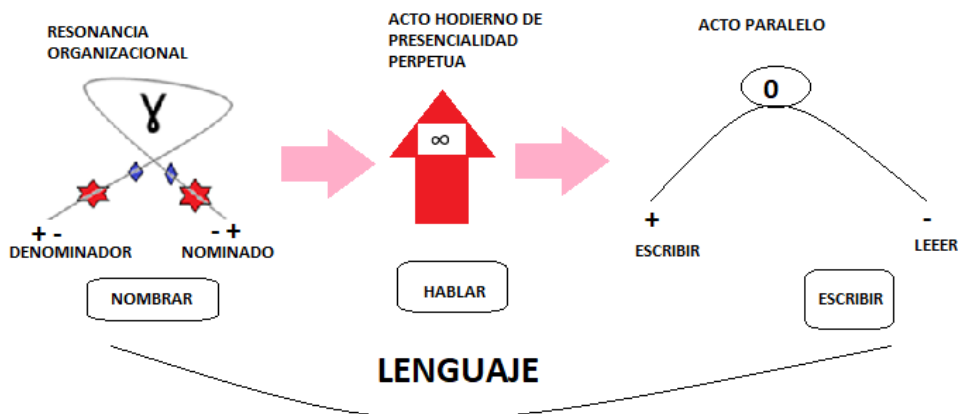 RESONANCIA
ORGANIZACIONAL
ɣ
+ -
- +
DENOMINADOR
NOMINADO
NOMBRAR
ACTO HODIERNO DE
PRESENCIALIDAD
PERPETUA
∞
HABLAR
ACTO PARALELO
0
+
-
ESCRIBIR
LEEER
ESCRIBIR
LENGUAJE